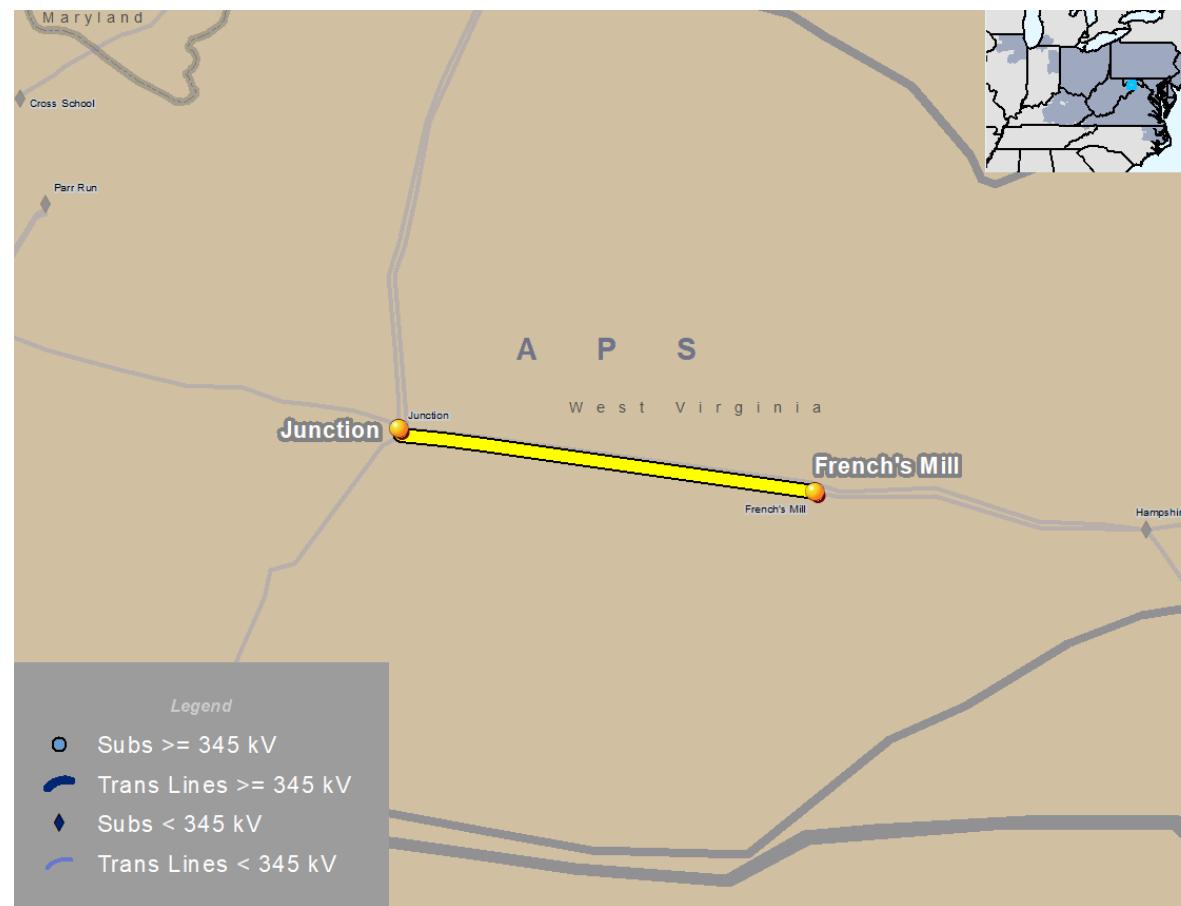 Maryland
Cross School
Parr Run
A P S
West Virginia
Junction
Junction
French's Mill
French's Mill
Hampshir
Legend
Subs >= 345 kV
Trans Lines >= 345 kV
Subs < 345 kV
Trans Lines < 345 kV